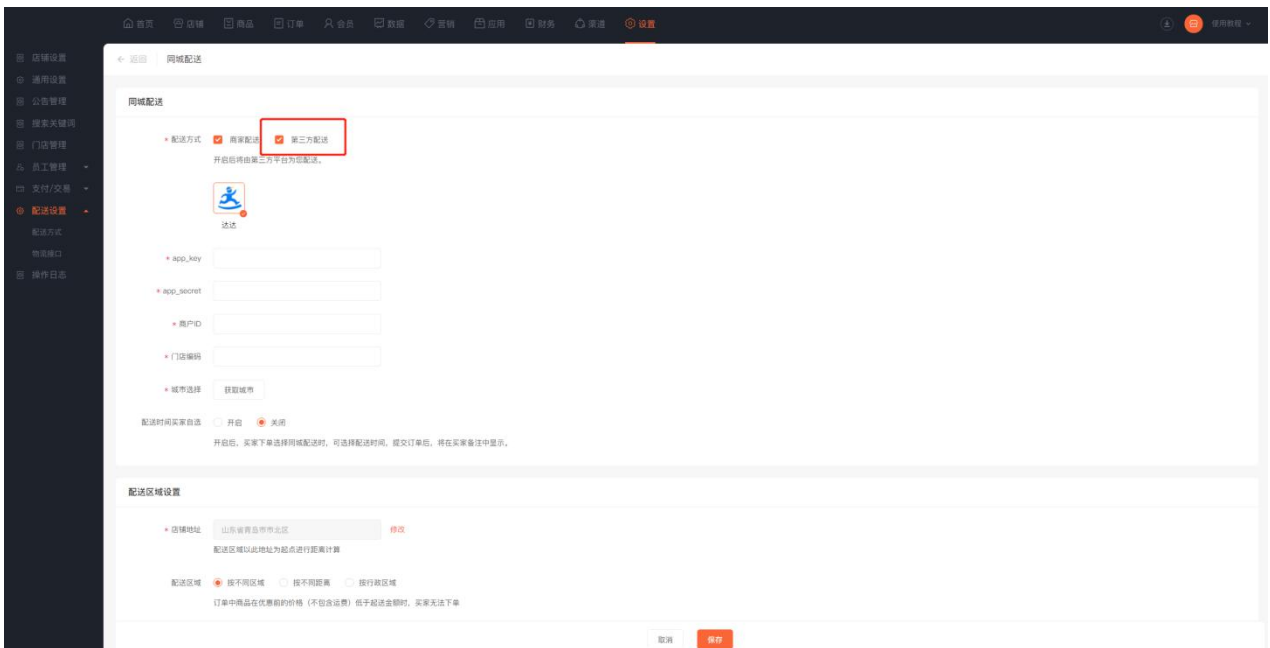 首页 店铺 商品 订单 会员 数据 营销 应用 财务 渠道 设置 使用教程
店铺设置
通用设置
公告管理
搜索关键词
门店管理
员工管理
支付/交易
配送设置
配送方式
物流接口
操作日志
返回 同城配送
同城配送
* 配送方式 商家配送 第三方配送
开启后将由第三方平台为您配送。
达达
* app_key
* app_secret
* 商户ID
* 门店编码
* 城市选择 获取城市
配送时间买家自选 开启 关闭
开启后，买家下单选择同城配送时，可选择配送时间，提交订单后，将在买家备注中显示。
配送区域设置
* 店铺地址 山东省青岛市市北区 修改
配送区域以此地址为起点进行距离计算
配送区域 按不同区域 按不同距离 按行政区域
订单中商品在优惠前的价格（不包含运费）低于起送金额时，买家无法下单
取消 保存